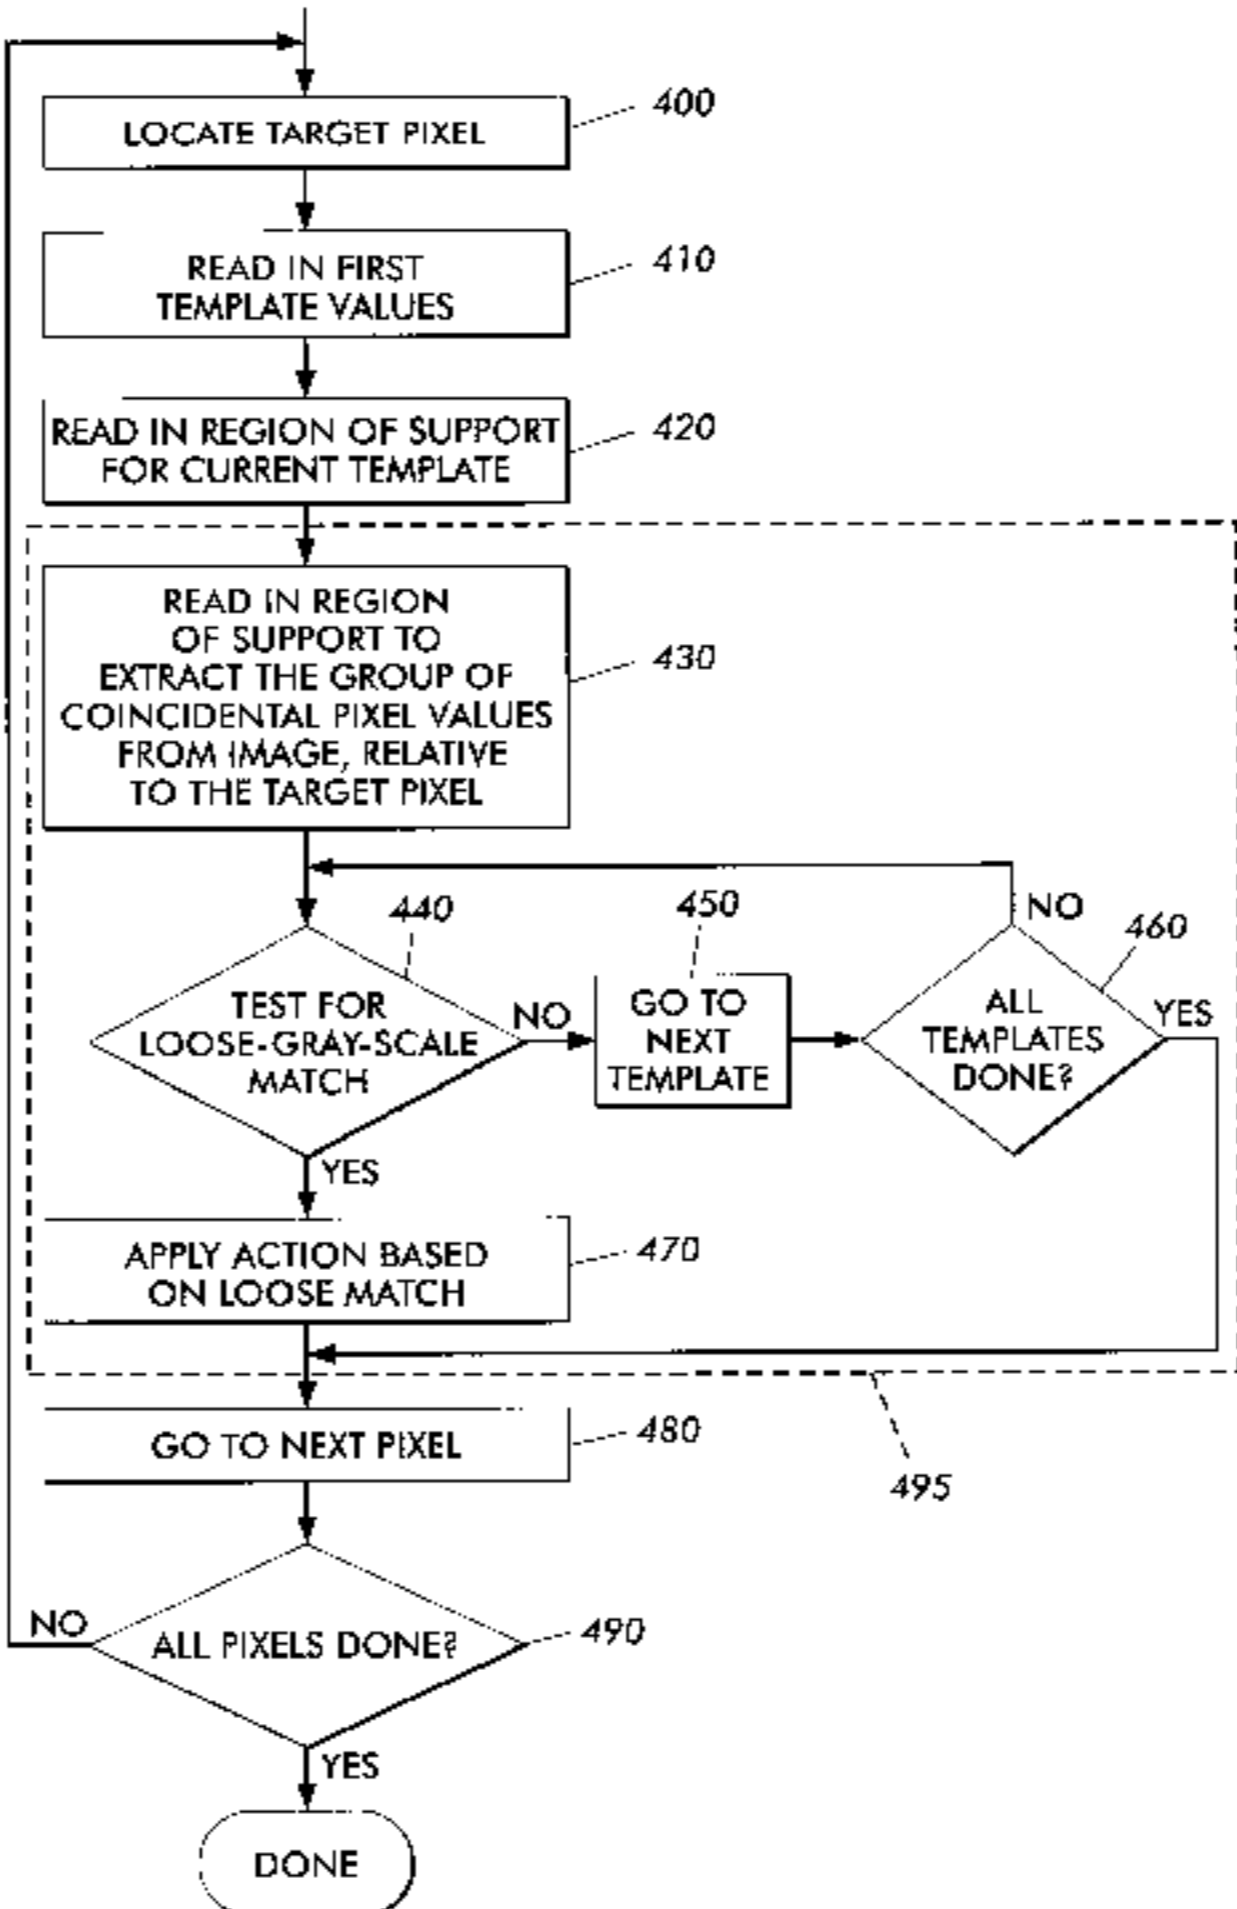 LOCATE TARGET PIXEL
400
READ IN FIRST
TEMPLATE VALUES
410
READ IN REGION OF SUPPORT
FOR CURRENT TEMPLATE
420
READ IN REGION
OF SUPPORT TO
EXTRACT THE GROUP OF
COINCIDENTAL PIXEL VALUES
FROM IMAGE, RELATIVE
TO THE TARGET PIXEL
430
440
TEST FOR
LOOSE-GRAY-SCALE
MATCH
NO
YES
450
GO TO
NEXT
TEMPLATE
460
ALL
TEMPLATES
DONE?
NO
YES
APPLY ACTION BASED
ON LOOSE MATCH
470
GO TO NEXT PIXEL
480
495
ALL PIXELS DONE?
490
NO
YES
DONE